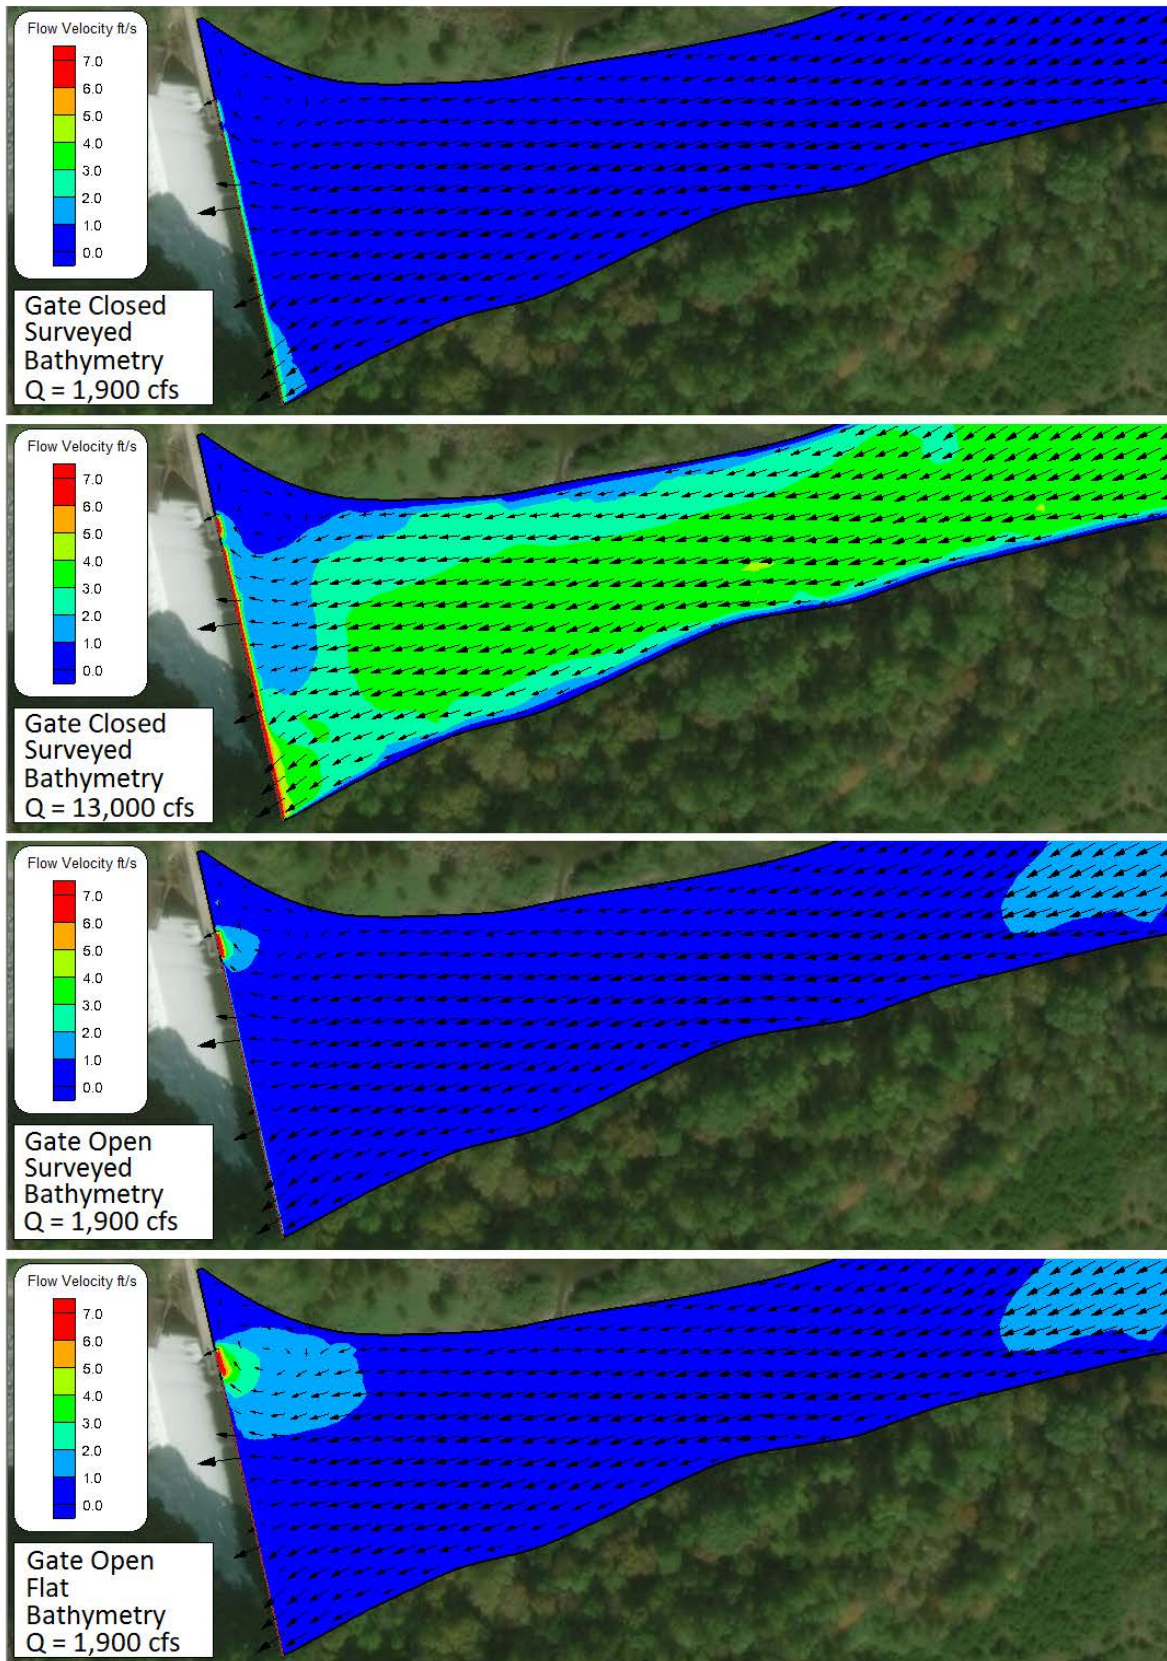 Flow Velocity ft/s
7.0
6.0
5.0
4.0
3.0
2.0
1.0
0.0
Gate Closed
Surveyed
Bathymetry
Q = 1,900 cfs
Flow Velocity ft/s
7.0
6.0
5.0
4.0
3.0
2.0
1.0
0.0
Gate Closed
Surveyed
Bathymetry
Q = 13,000 cfs
Flow Velocity ft/s
7.0
6.0
5.0
4.0
3.0
2.0
1.0
0.0
Gate Open
Surveyed
Bathymetry
Q = 1,900 cfs
Flow Velocity ft/s
7.0
6.0
5.0
4.0
3.0
2.0
1.0
0.0
Gate Open
Flat
Bathymetry
Q = 1,900 cfs